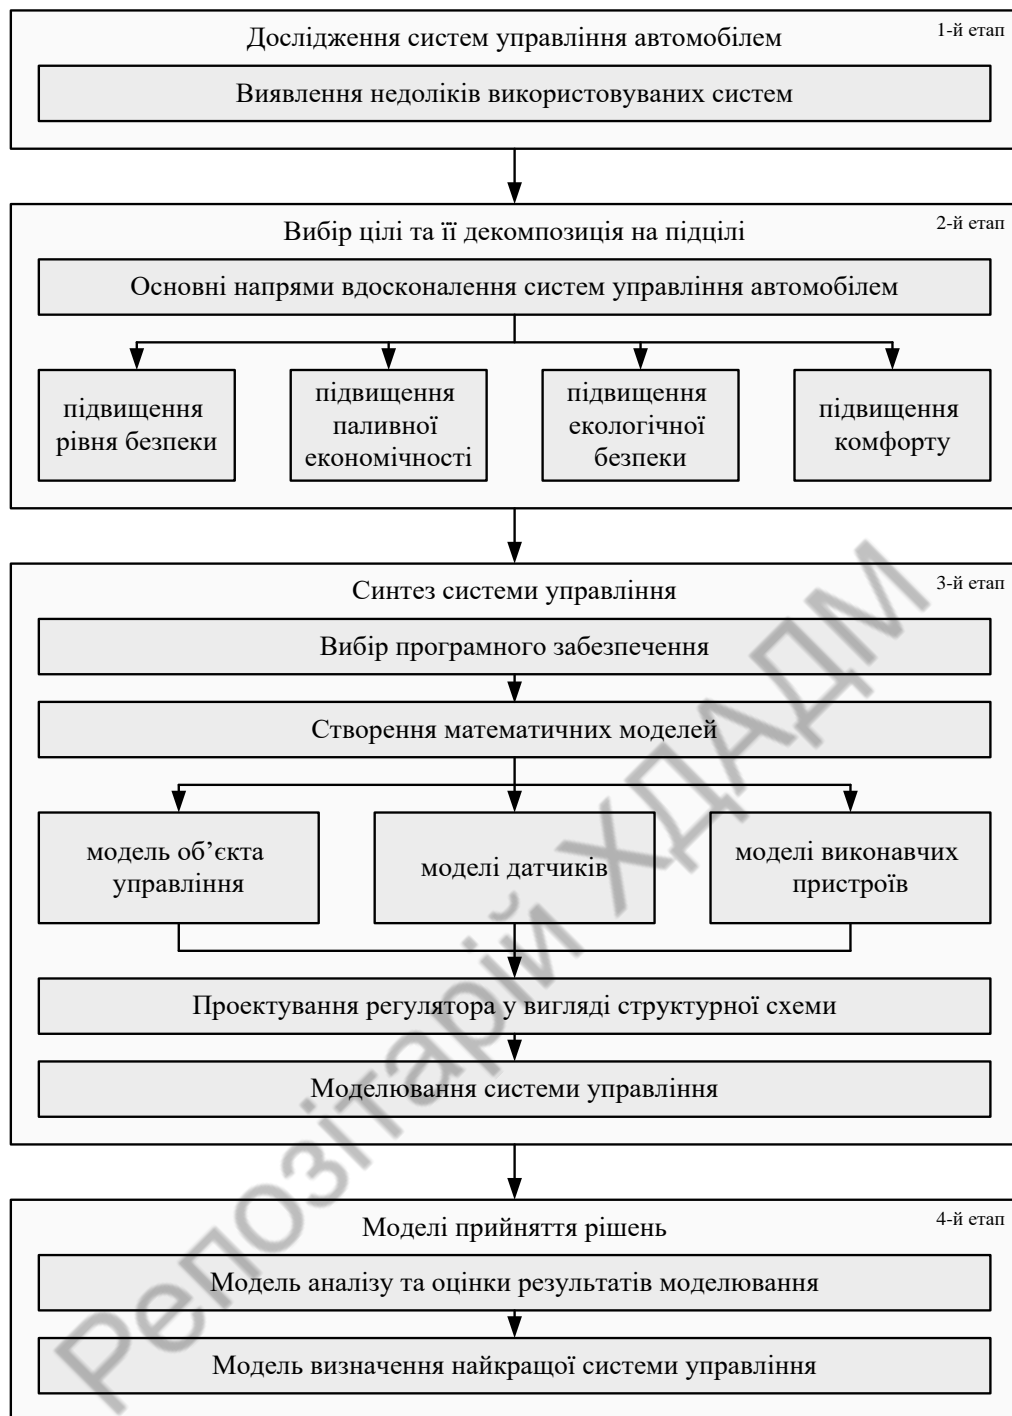 Дослідження систем управління автомобілем
1-й етап
Виявлення недоліків використовуваних систем
Вибір цілі та її декомпозиція на підцілі
2-й етап
Основні напрями вдосконалення систем управління автомобілем
підвищення
рівня безпеки
підвищення
паливної
економічності
підвищення
екологічної
безпеки
підвищення
комфорту
Синтез системи управління
3-й етап
Вибір програмного забезпечення
Створення математичних моделей
модель об’єкта
управління
моделі датчиків
моделі виконавчих
пристроїв
Проектування регулятора у вигляді структурної схеми
Моделювання системи управління
Моделі прийняття рішень
4-й етап
Модель аналізу та оцінки результатів моделювання
Модель визначення найкращої системи управління
Репозітарій ХДАДМ